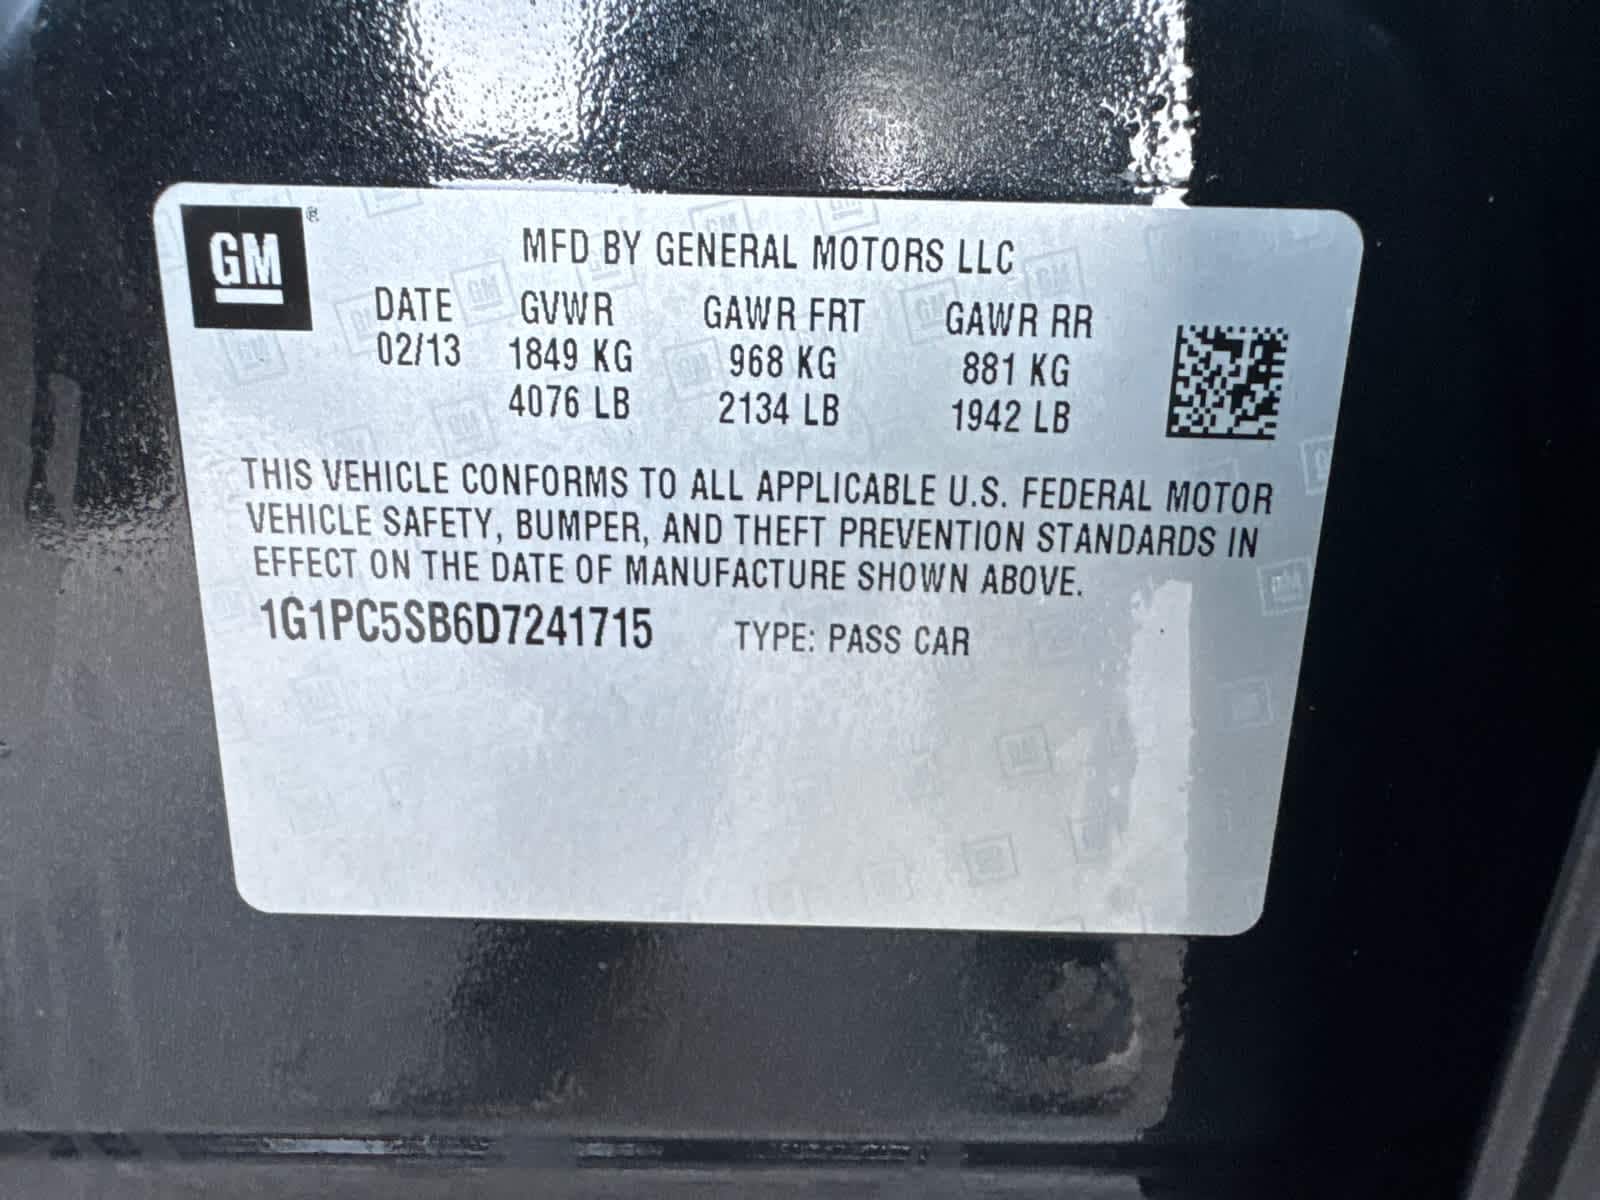 GM®
MFD BY GENERAL MOTORS LLC
DATE GVWR GAWR FRT GAWR RR
02/13 1849 KG 968 KG 881 KG
4076 LB 2134 LB 1942 LB
THIS VEHICLE CONFORMS TO ALL APPLICABLE U.S. FEDERAL MOTOR
VEHICLE SAFETY, BUMPER, AND THEFT PREVENTION STANDARDS IN
EFFECT ON THE DATE OF MANUFACTURE SHOWN ABOVE.
1G1PC5SB6D7241715 TYPE: PASS CAR